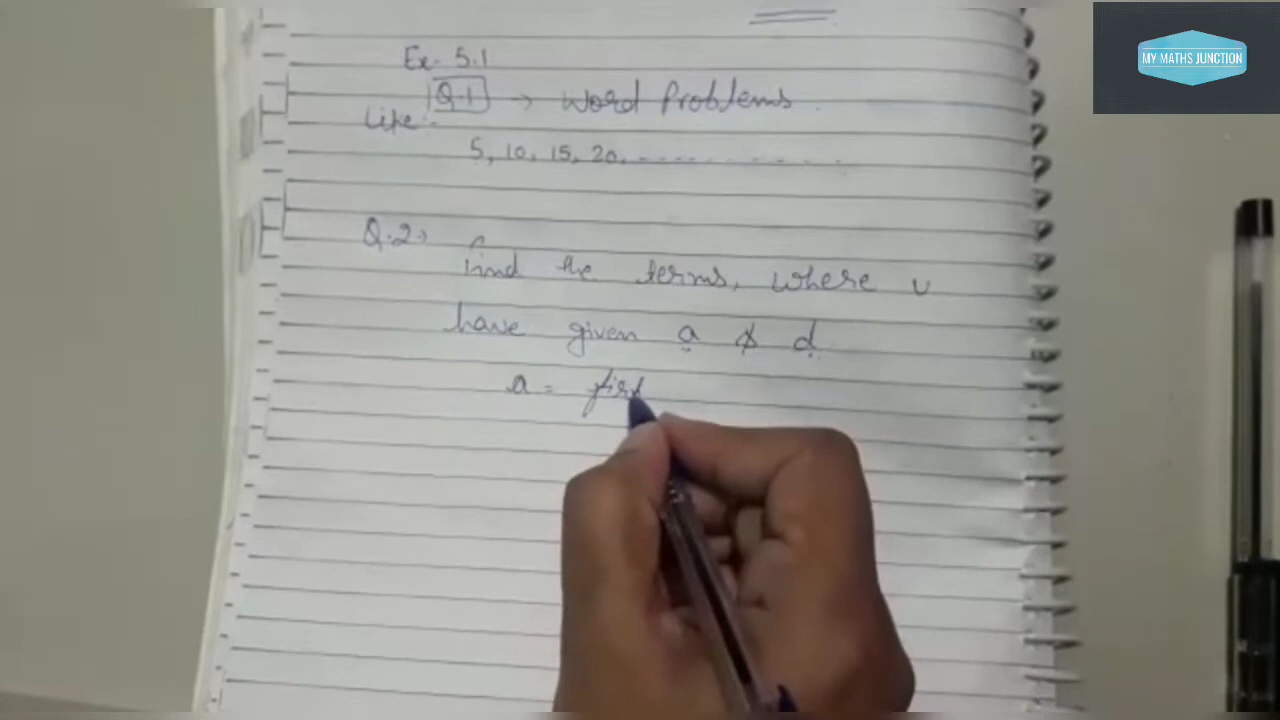 MY MATHS JUNCTION
Ex- 5.1
Q.1 → Word Problems
Like:-
5, 10, 15, 20, - - - - - - - - - -
Q.2→
Find the terms, where u
have given a & d
a = first